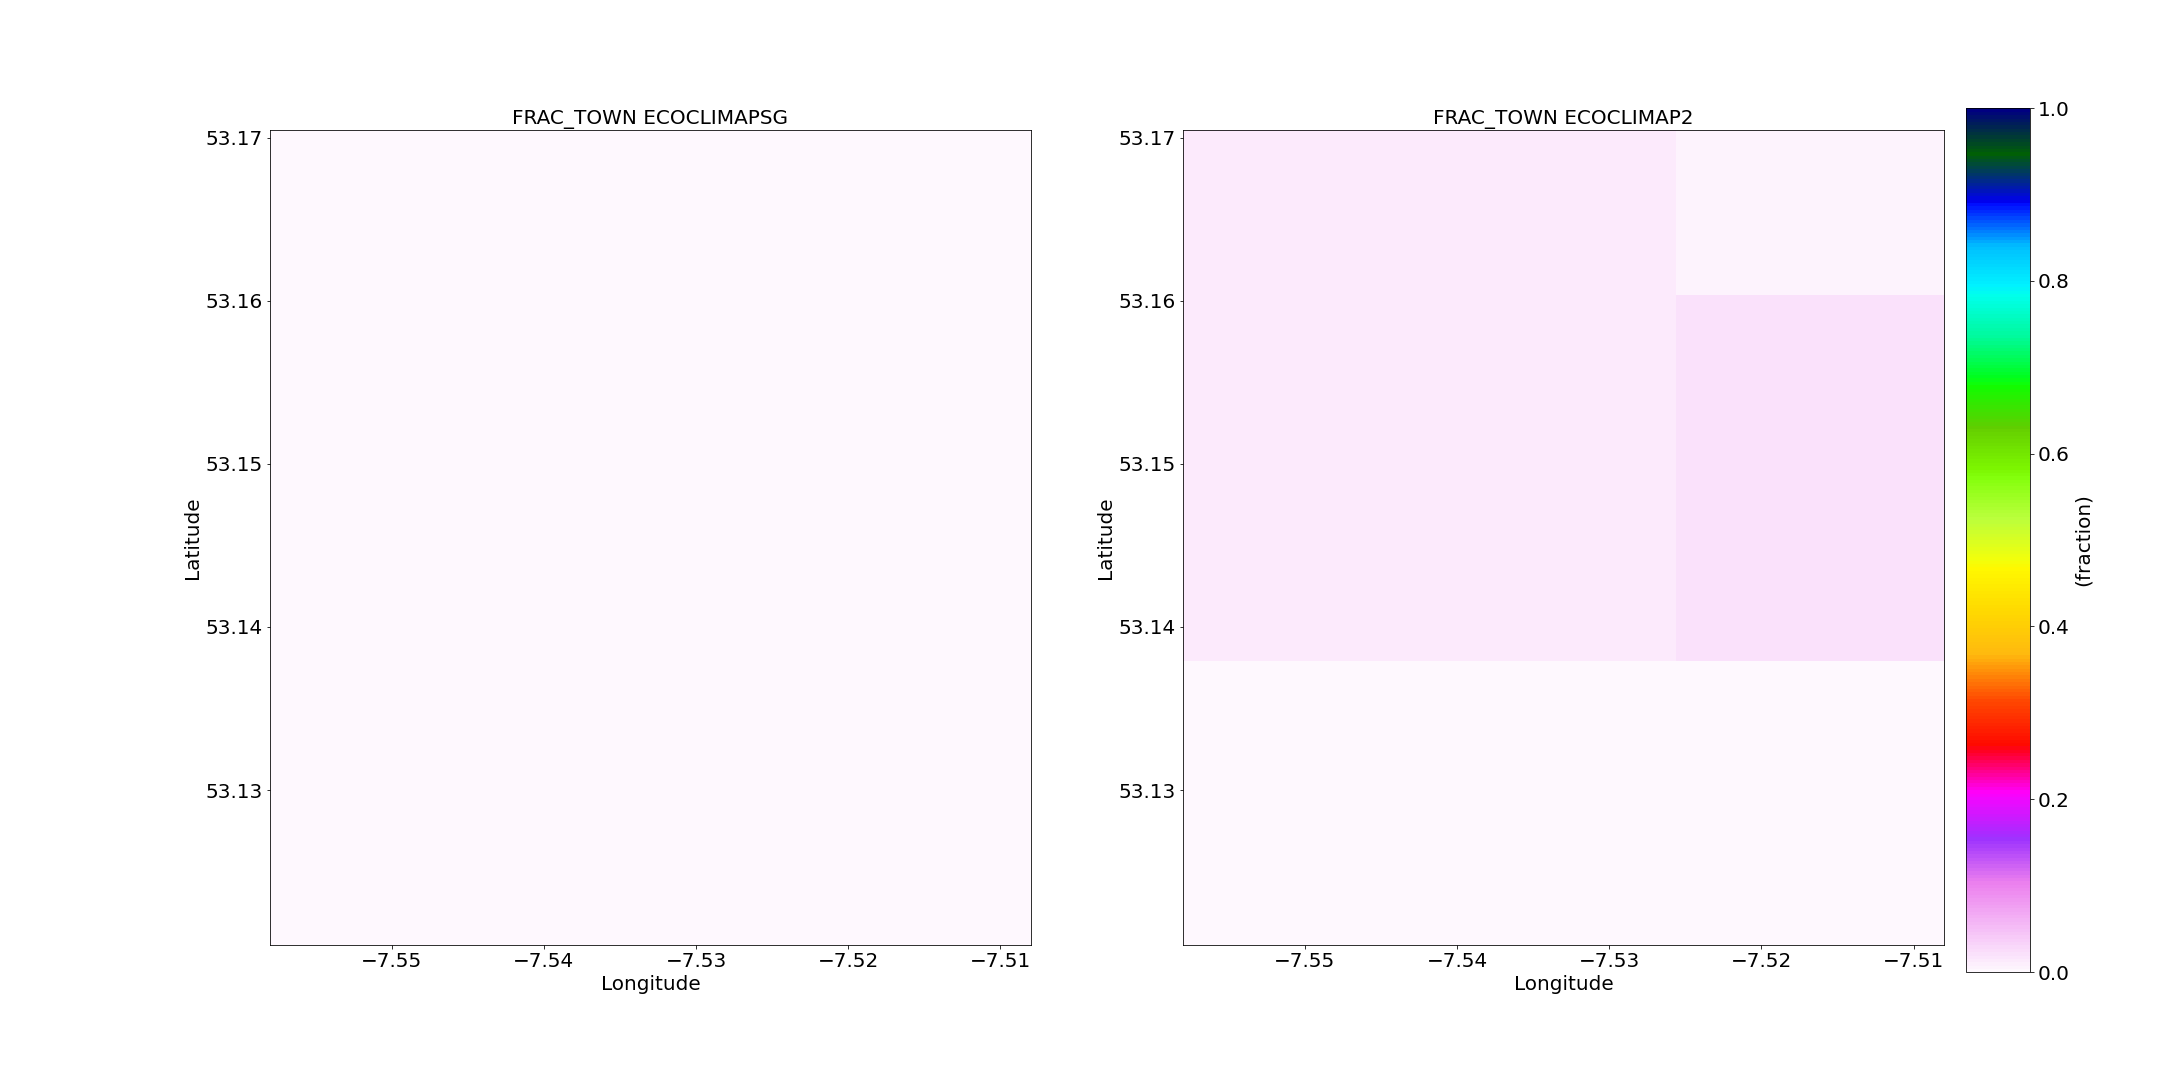 FRAC_TOWN ECOCLIMAPSG
53.17
53.16
53.15
53.14
53.13
Latitude
−7.55 −7.54 −7.53 −7.52 −7.51
Longitude
FRAC_TOWN ECOCLIMAP2
53.17
53.16
53.15
53.14
53.13
Latitude
−7.55 −7.54 −7.53 −7.52 −7.51
Longitude
1.0
0.8
0.6
0.4
0.2
0.0
(fraction)